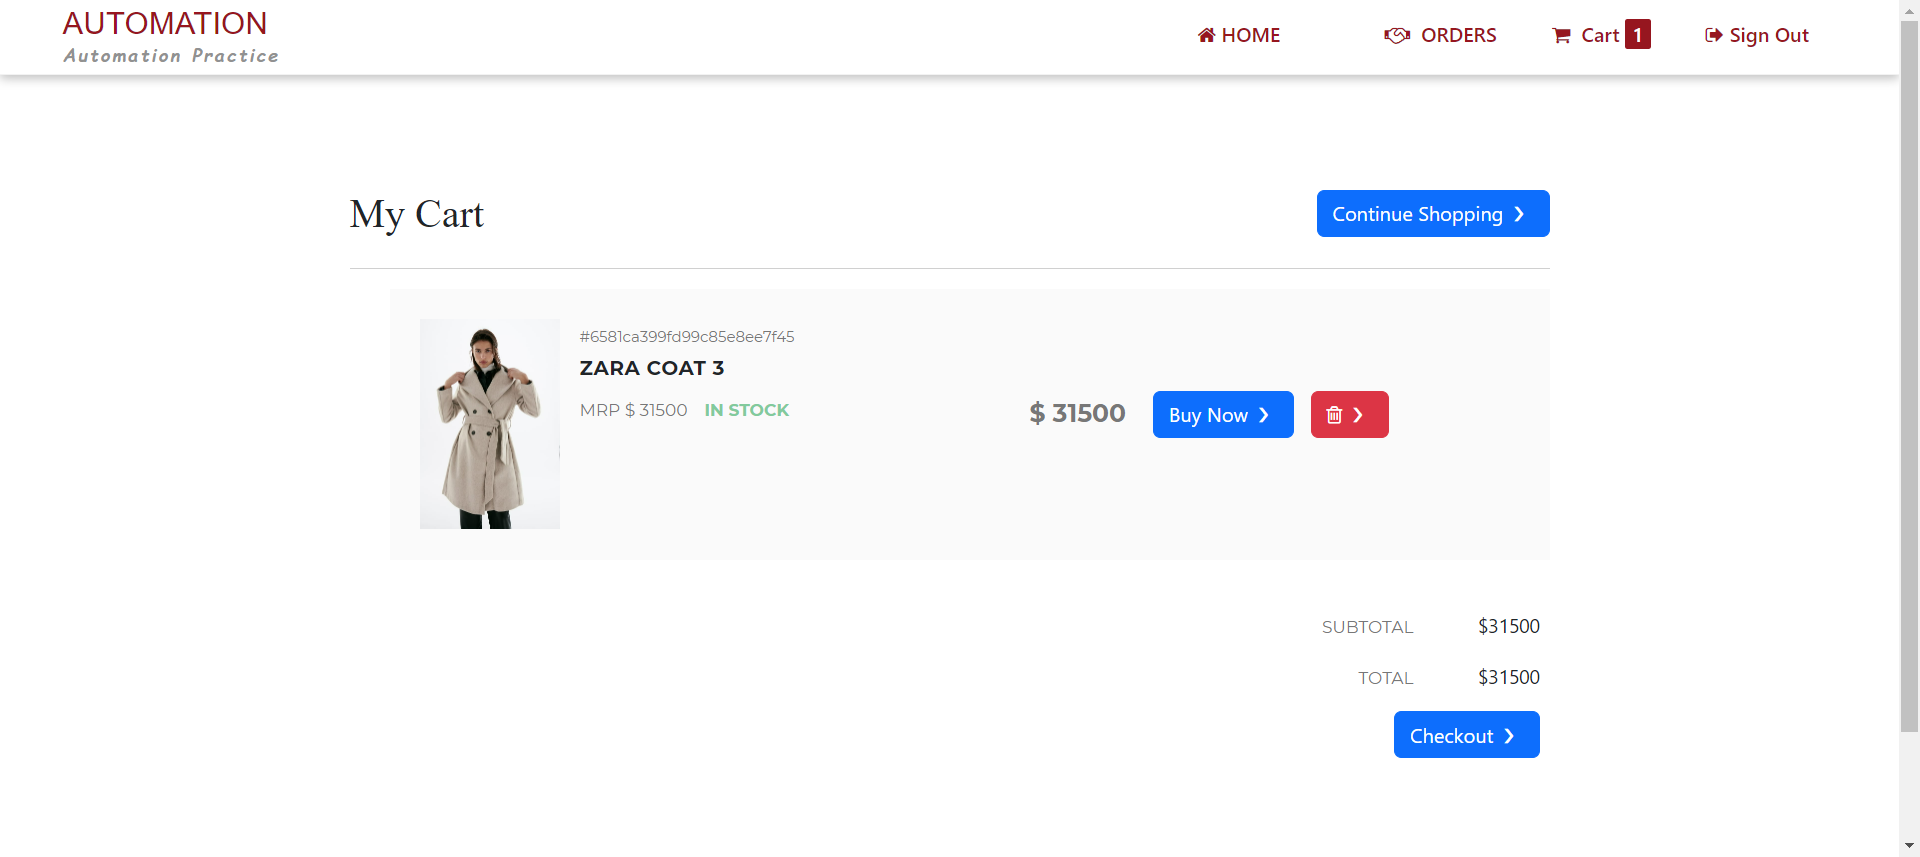 AUTOMATION
Automation Practice
HOME
ORDERS
Cart 1
Sign Out
My Cart
Continue Shopping ❯
#6581ca399fd99c85e8ee7f45
ZARA COAT 3
MRP $ 31500 IN STOCK
$ 31500
Buy Now ❯
❯
SUBTOTAL $31500
TOTAL $31500
Checkout ❯